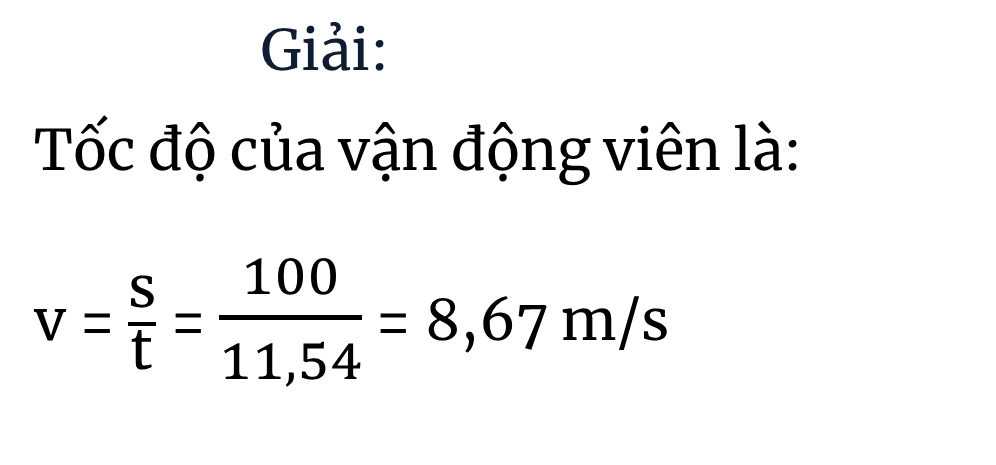 Giải:
Tốc độ của vận động viên là:
v = s/t = 100/11,54 = 8,67 m/s